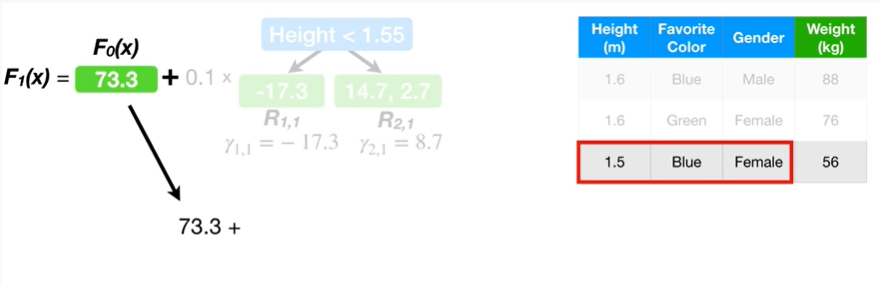 F₀(x)
F₁(x) = 73.3 + 0.1 x
Height < 1.55
-17.3
14.7, 2.7
R₁,₁
R₂,₁
γ₁,₁ = − 17.3
γ₂,₁ = 8.7
73.3 +
Height (m) Favorite Color Gender Weight (kg)
1.6 Blue Male 88
1.6 Green Female 76
1.5 Blue Female 56